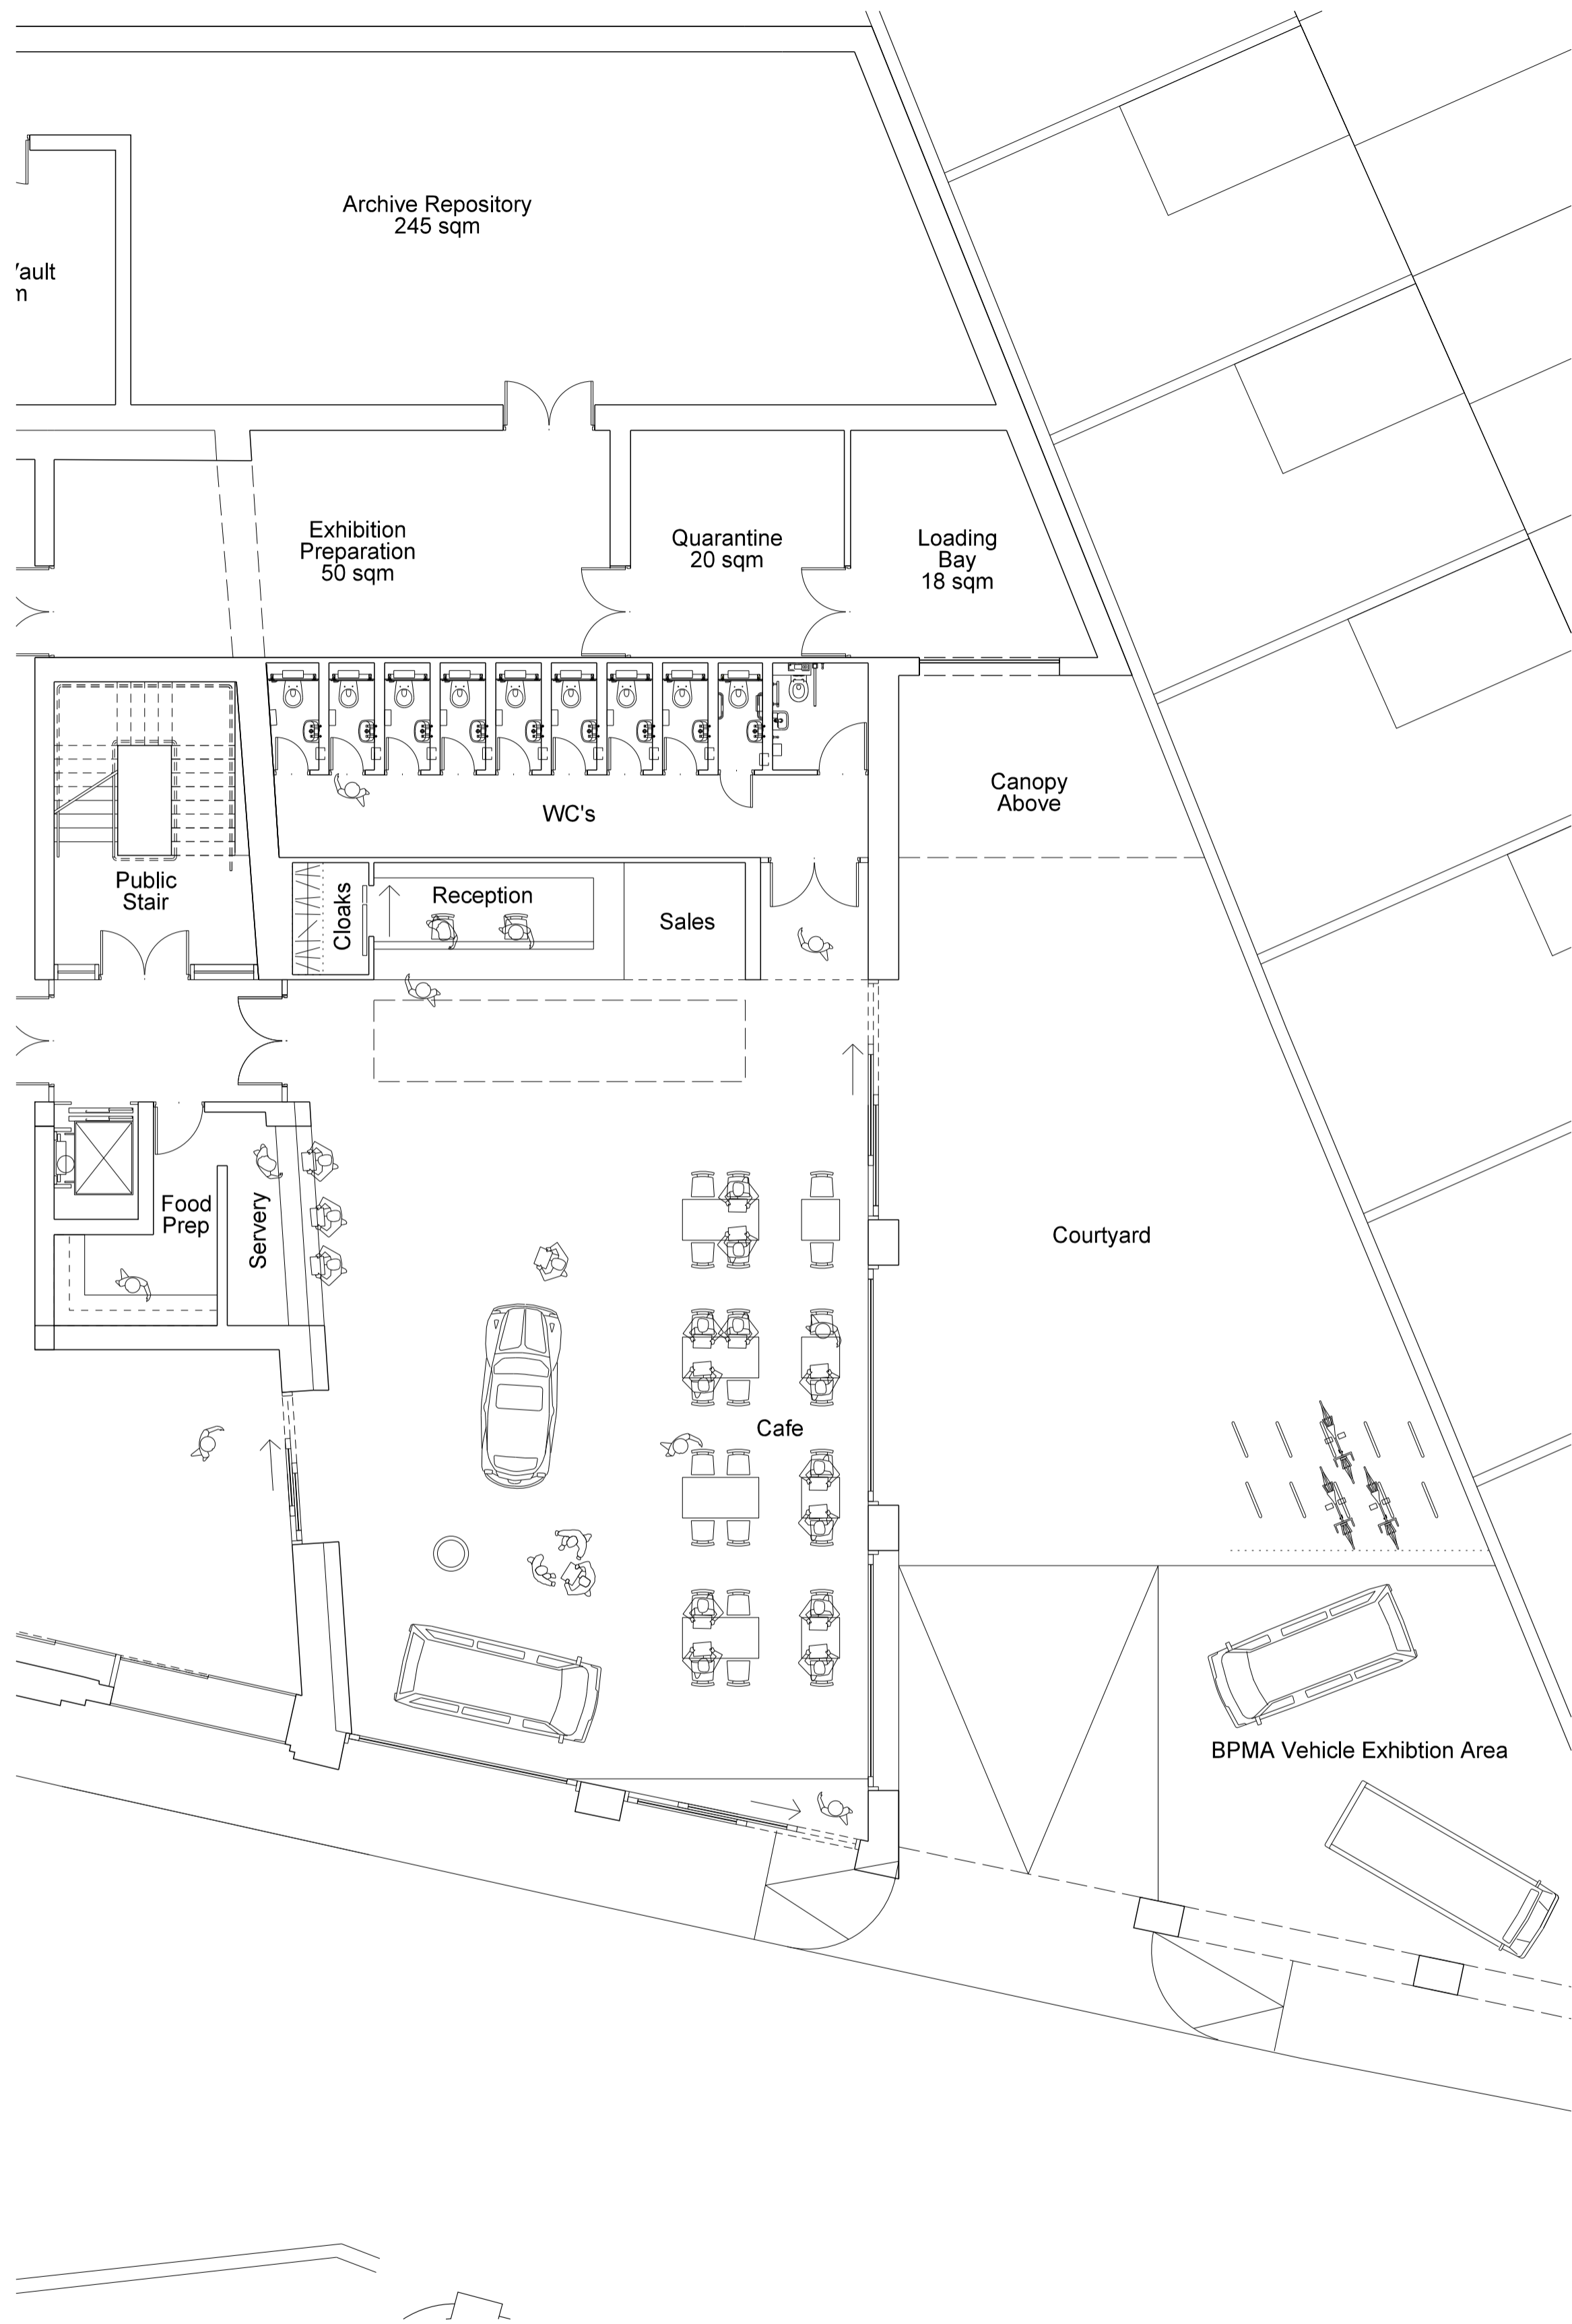 Archive Repository
245 sqm
ault
m
Exhibition
Preparation
50 sqm
Quarantine
20 sqm
Loading
Bay
18 sqm
Canopy
Above
WC's
Public
Stair
Cloaks
Reception
Sales
Food
Prep
Servery
Courtyard
Cafe
BPMA Vehicle Exhibtion Area